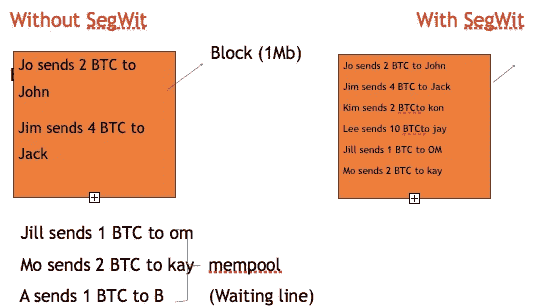 Without SegWit
With SegWit
Jo sends 2 BTC to
John
Jim sends 4 BTC to
Jack
Block (1Mb)
Jo sends 2 BTC to John
Jim sends 4 BTC to Jack
Kim sends 2 BTCto kon
Lee sends 10 BTCto jay
Jill sends 1 BTC to OM
Mo sends 2 BTC to kay
Jill sends 1 BTC to om
Mo sends 2 BTC to kay
A sends 1 BTC to B
mempool
(Waiting line)